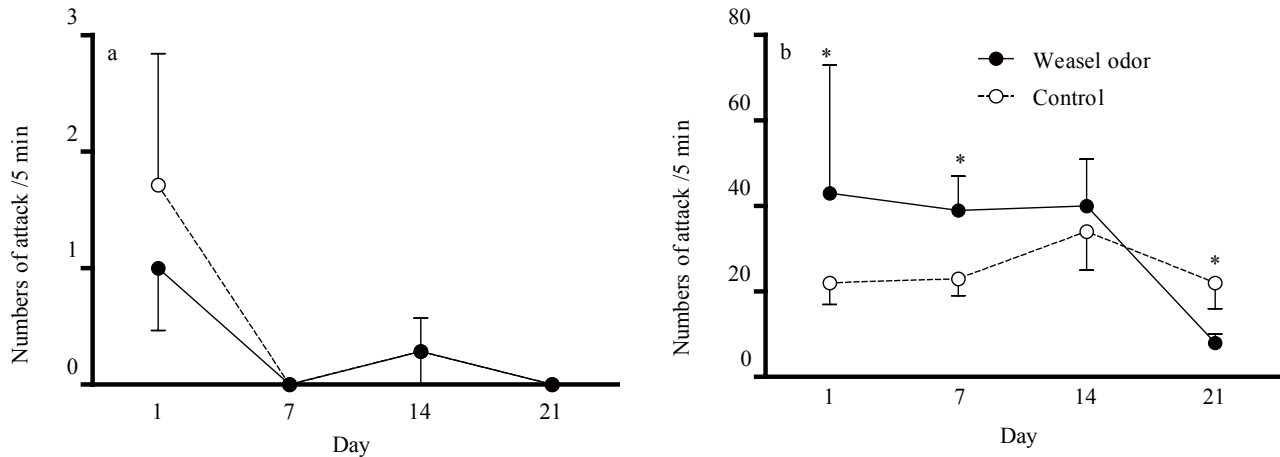 3
2
1
0
a
Numbers of attack /5 min
1 7 14 21
Day
80
60
40
20
0
b
*
*
*
Weasel odor
Control
Numbers of attack /5 min
1 7 14 21
Day